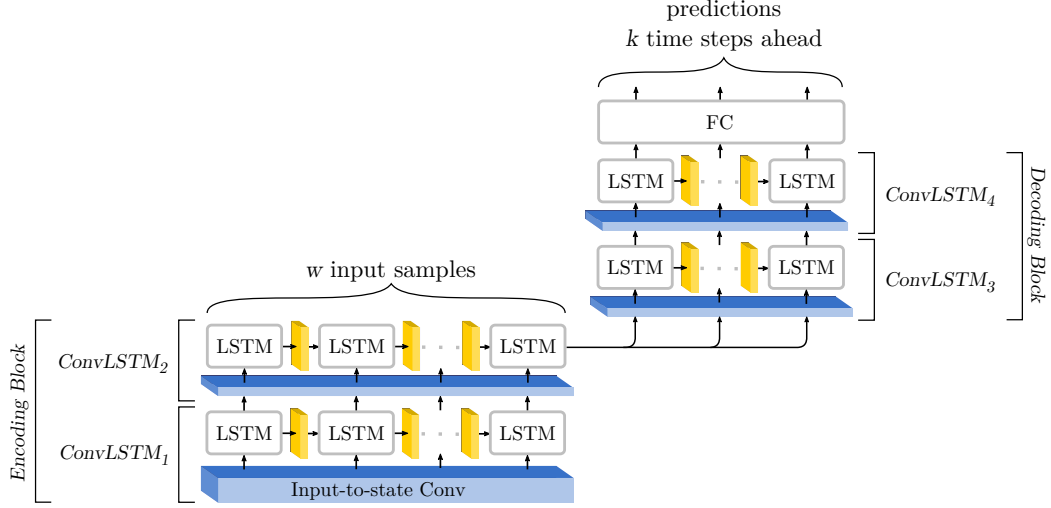 predictions
k time steps ahead
FC
LSTM
LSTM
ConvLSTM₄
LSTM
LSTM
ConvLSTM₃
Decoding Block
w input samples
LSTM
LSTM
LSTM
ConvLSTM₂
LSTM
LSTM
LSTM
ConvLSTM₁
Input-to-state Conv
Encoding Block